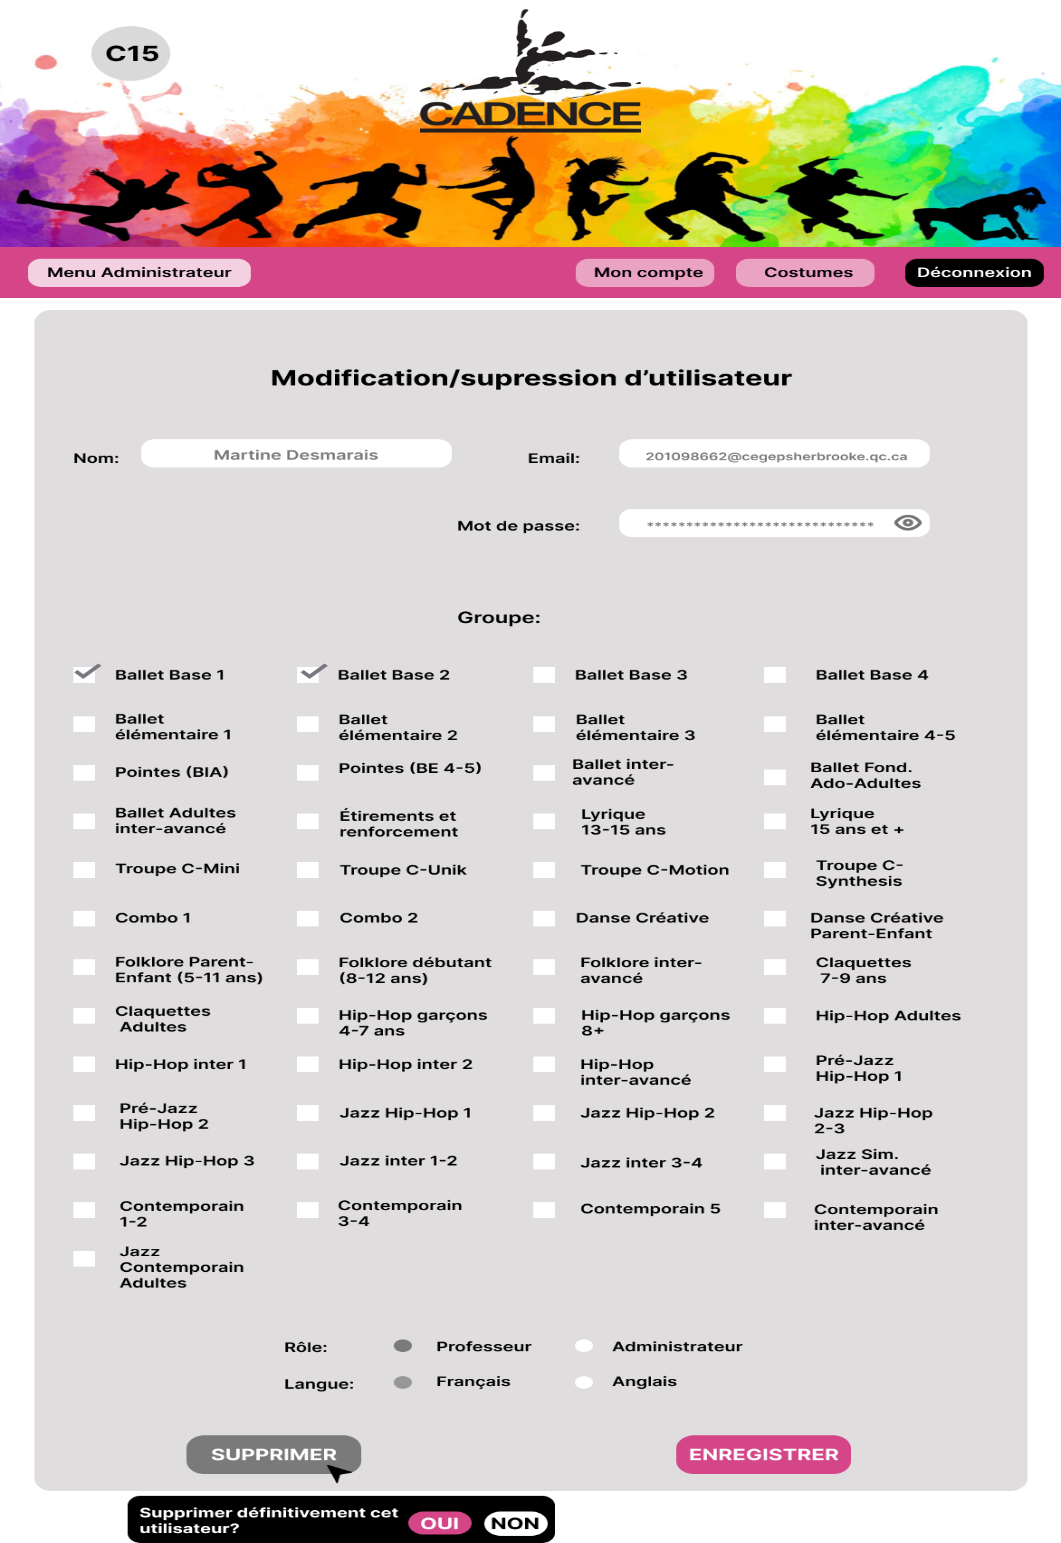 C15
CADENCE
Menu Administrateur
Mon compte
Costumes
Déconnexion
Modification/supression d’utilisateur
Nom:
Martine Desmarais
Email:
201098662@cegepsherbrooke.qc.ca
Mot de passe:
*****************************
Groupe:
Ballet Base 1
Ballet Base 2
Ballet Base 3
Ballet Base 4
Ballet
élémentaire 1
Ballet
élémentaire 2
Ballet
élémentaire 3
Ballet
élémentaire 4-5
Pointes (BIA)
Pointes (BE 4-5)
Ballet inter-
avancé
Ballet Fond.
Ado-Adultes
Ballet Adultes
inter-avancé
Étirements et
renforcement
Lyrique
13-15 ans
Lyrique
15 ans et +
Troupe C-Mini
Troupe C-Unik
Troupe C-Motion
Troupe C-
Synthesis
Combo 1
Combo 2
Danse Créative
Danse Créative
Parent-Enfant
Folklore Parent-
Enfant (5-11 ans)
Folklore débutant
(8-12 ans)
Folklore inter-
avancé
Claquettes
7-9 ans
Claquettes
Adultes
Hip-Hop garçons
4-7 ans
Hip-Hop garçons
8+
Hip-Hop Adultes
Hip-Hop inter 1
Hip-Hop inter 2
Hip-Hop
inter-avancé
Pré-Jazz
Hip-Hop 1
Pré-Jazz
Hip-Hop 2
Jazz Hip-Hop 1
Jazz Hip-Hop 2
Jazz Hip-Hop
2-3
Jazz Hip-Hop 3
Jazz inter 1-2
Jazz inter 3-4
Jazz Sim.
inter-avancé
Contemporain
1-2
Contemporain
3-4
Contemporain 5
Contemporain
inter-avancé
Jazz
Contemporain
Adultes
Rôle:
Professeur
Administrateur
Langue:
Français
Anglais
SUPPRIMER
ENREGISTRER
Supprimer définitivement cet
utilisateur?
OUI
NON